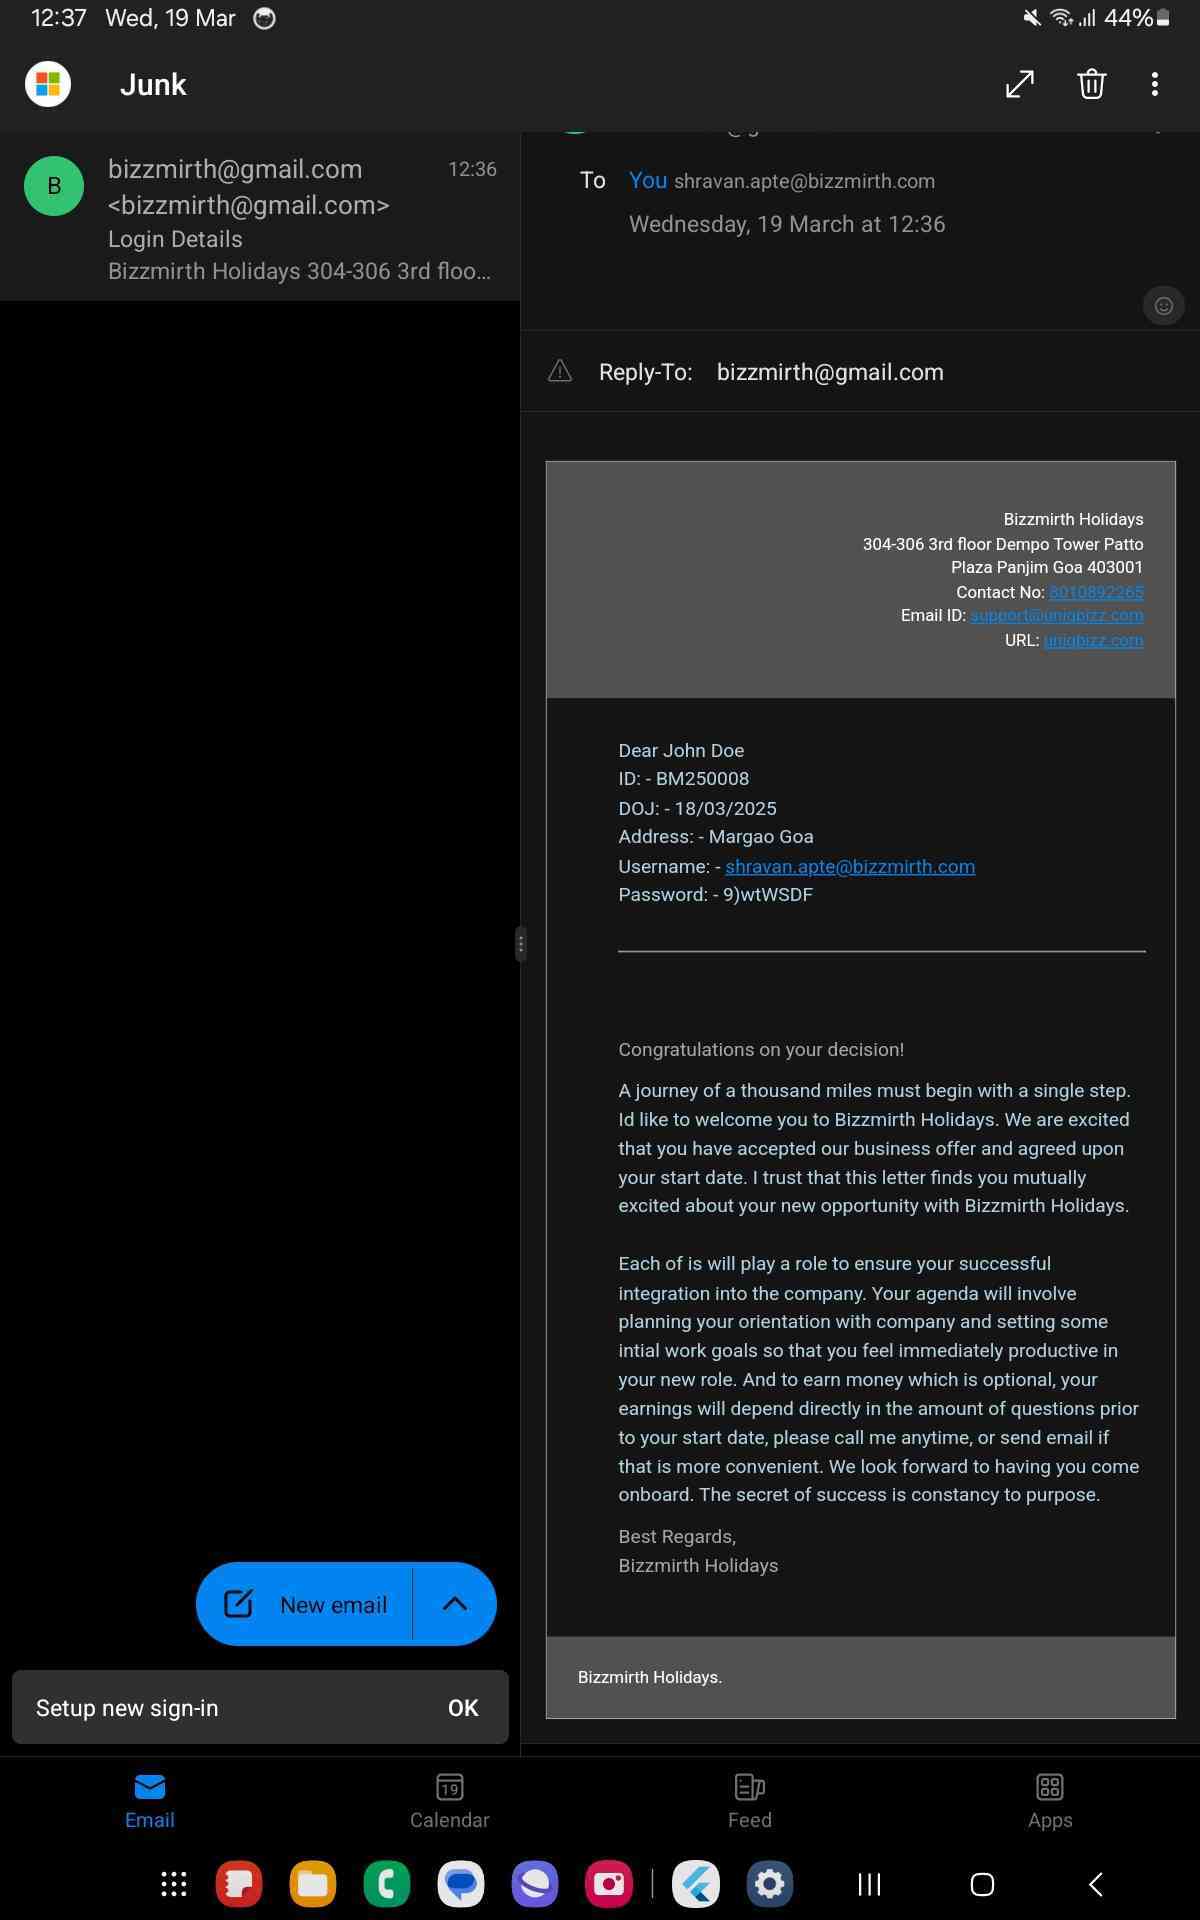 12:37 Wed, 19 Mar
44%
Junk
B
bizzmirth@gmail.com
12:36
<bizzmirth@gmail.com>
Login Details
Bizzmirth Holidays 304-306 3rd floo...
To You shravan.apte@bizzmirth.com
Wednesday, 19 March at 12:36
Reply-To: bizzmirth@gmail.com
Bizzmirth Holidays
304-306 3rd floor Dempo Tower Patto
Plaza Panjim Goa 403001
Contact No: 8010892265
Email ID: support@uniqbizz.com
URL: uniqbizz.com
Dear John Doe
ID: - BM250008
DOJ: - 18/03/2025
Address: - Margao Goa
Username: - shravan.apte@bizzmirth.com
Password: - 9)wtWSDF
Congratulations on your decision!
A journey of a thousand miles must begin with a single step.
Id like to welcome you to Bizzmirth Holidays. We are excited
that you have accepted our business offer and agreed upon
your start date. I trust that this letter finds you mutually
excited about your new opportunity with Bizzmirth Holidays.
Each of is will play a role to ensure your successful
integration into the company. Your agenda will involve
planning your orientation with company and setting some
intial work goals so that you feel immediately productive in
your new role. And to earn money which is optional, your
earnings will depend directly in the amount of questions prior
to your start date, please call me anytime, or send email if
that is more convenient. We look forward to having you come
onboard. The secret of success is constancy to purpose.
Best Regards,
Bizzmirth Holidays
Bizzmirth Holidays.
New email
Setup new sign-in OK
Email
19
Calendar
Feed
Apps